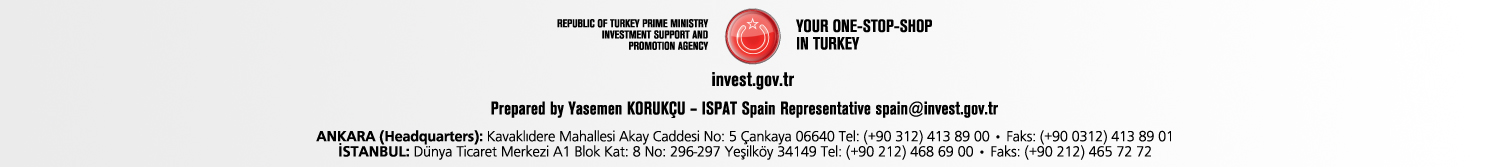 REPUBLIC OF TURKEY PRIME MINISTRY
INVESTMENT SUPPORT AND
PROMOTION AGENCY
YOUR ONE-STOP-SHOP
IN TURKEY
invest.gov.tr
Prepared by Yasemen KORUKÇU – ISPAT Spain Representative spain@invest.gov.tr
ANKARA (Headquarters): Kavaklıdere Mahallesi Akay Caddesi No: 5 Çankaya 06640 Tel: (+90 312) 413 89 00 • Faks: (+90 0312) 413 89 01
İSTANBUL: Dünya Ticaret Merkezi A1 Blok Kat: 8 No: 296-297 Yeşilköy 34149 Tel: (+90 212) 468 69 00 • Faks: (+90 212) 465 72 72